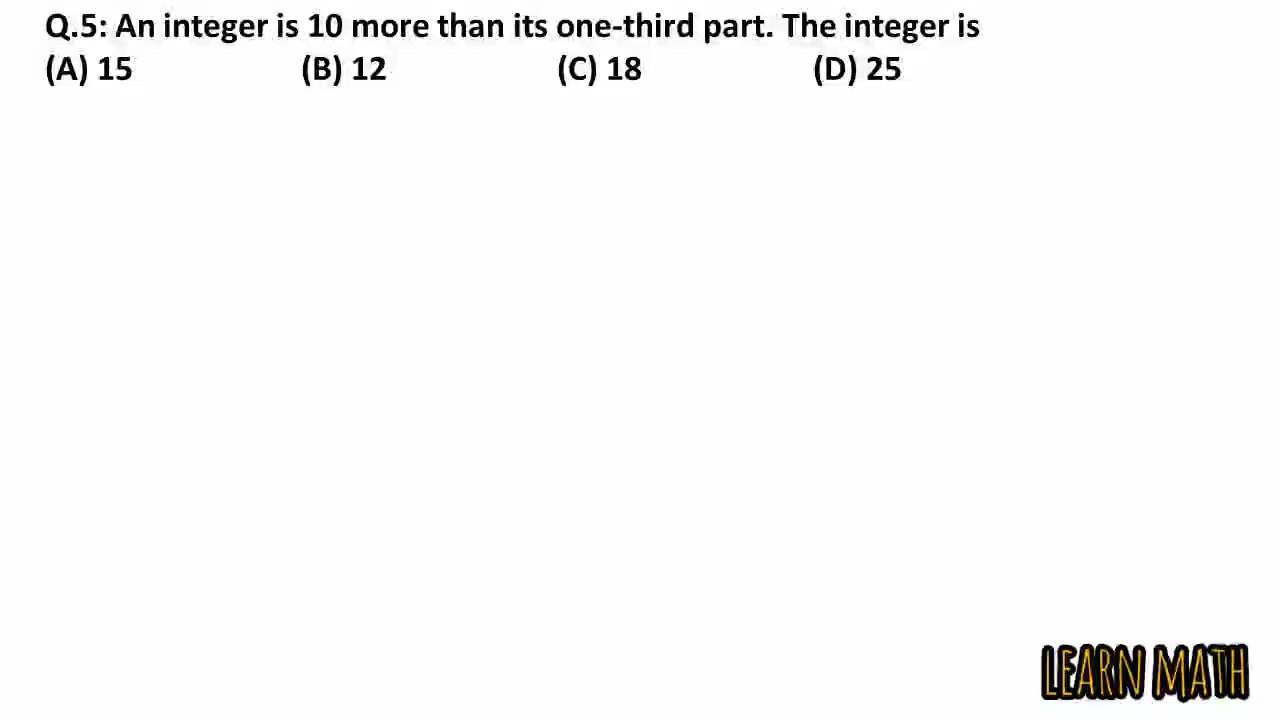 Q.5: An integer is 10 more than its one-third part. The integer is
(A) 15 (B) 12 (C) 18 (D) 25
LEARN MATH